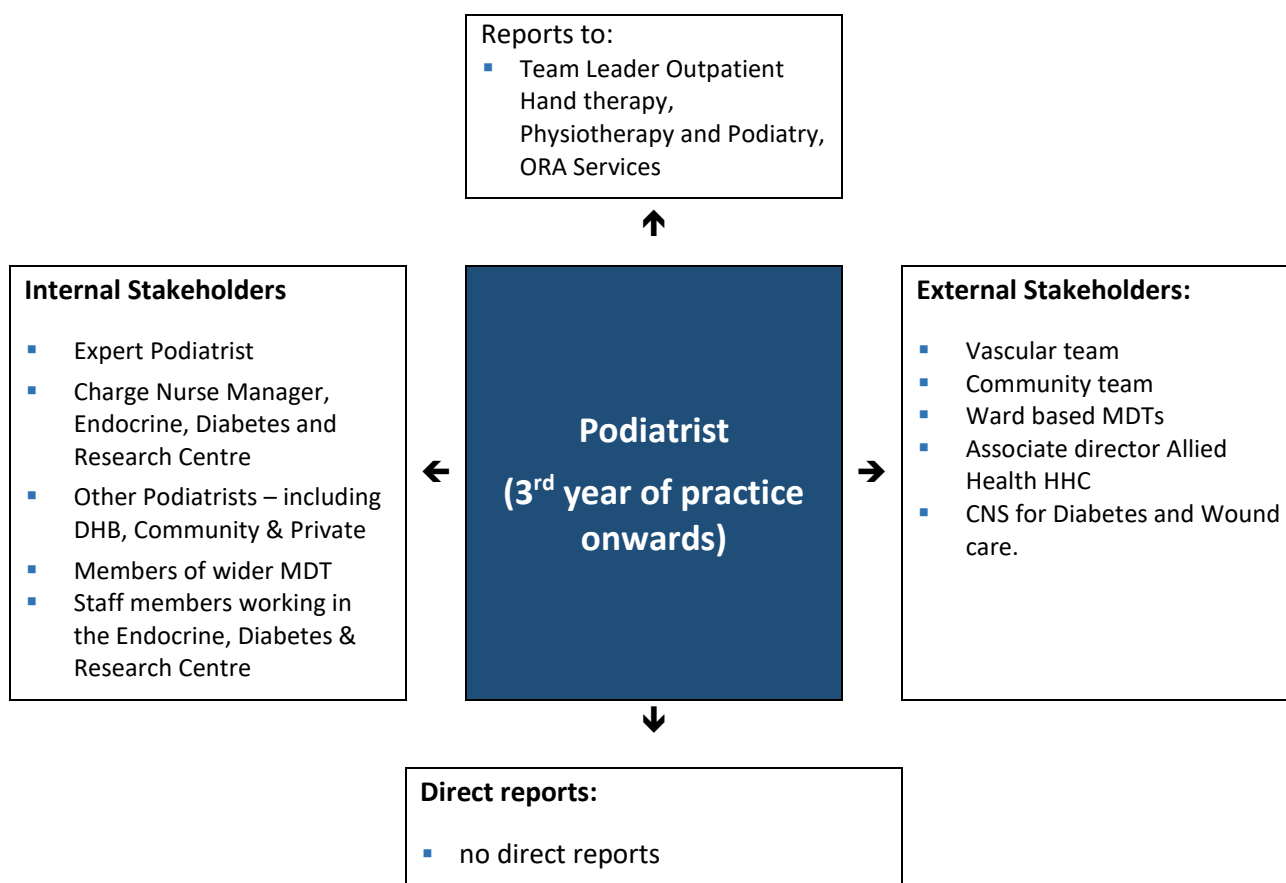 Reports to:
▪ Team Leader Outpatient
Hand therapy,
Physiotherapy and Podiatry,
ORA Services
Internal Stakeholders
▪ Expert Podiatrist
▪ Charge Nurse Manager,
Endocrine, Diabetes and
Research Centre
▪ Other Podiatrists – including
DHB, Community & Private
▪ Members of wider MDT
▪ Staff members working in
the Endocrine, Diabetes &
Research Centre
Podiatrist
(3rd year of practice
onwards)
External Stakeholders:
▪ Vascular team
▪ Community team
▪ Ward based MDTs
▪ Associate director Allied
Health HHC
▪ CNS for Diabetes and Wound
care.
Direct reports:
▪ no direct reports